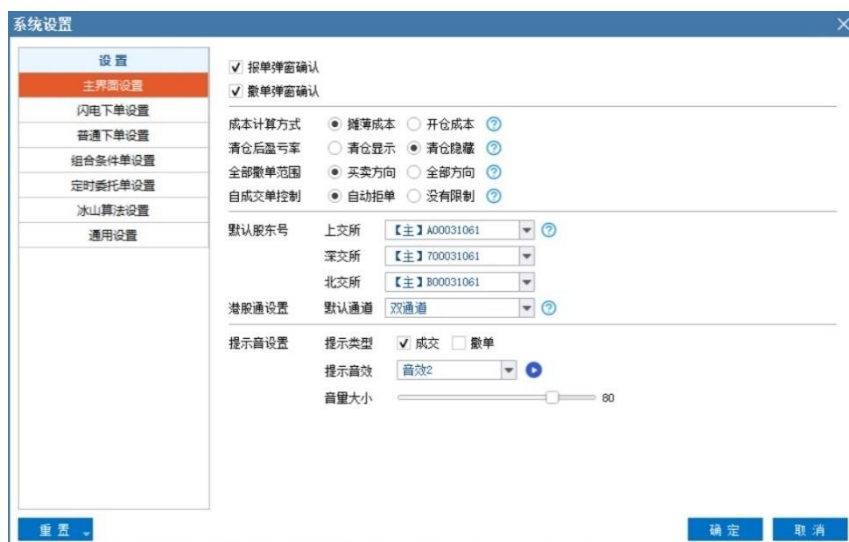 系统设置
设置
主界面设置
闪电下单设置
普通下单设置
组合条件单设置
定时委托单设置
冰山算法设置
通用设置
报单弹窗确认
撤单弹窗确认
成本计算方式 摊薄成本 开仓成本
清仓后盈亏率 清仓显示 清仓隐藏
全部撤单范围 买卖方向 全部方向
自成交单控制 自动拒单 没有限制
默认股东号 上交所 【主】A00031061
深交所 【主】700031061
北交所 【主】B00031061
港股通设置 默认通道 双通道
提示音设置 提示类型 成交 撤单
提示音效 音效2
音量大小 80
重置 确定 取消